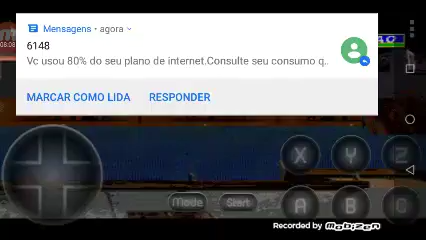 Mensagens • agora
6148
Vc usou 80% do seu plano de internet.Consulte seu consumo q..
MARCAR COMO LIDA RESPONDER
X Y Z
Mode Start
A B C
Recorded by Mobizen